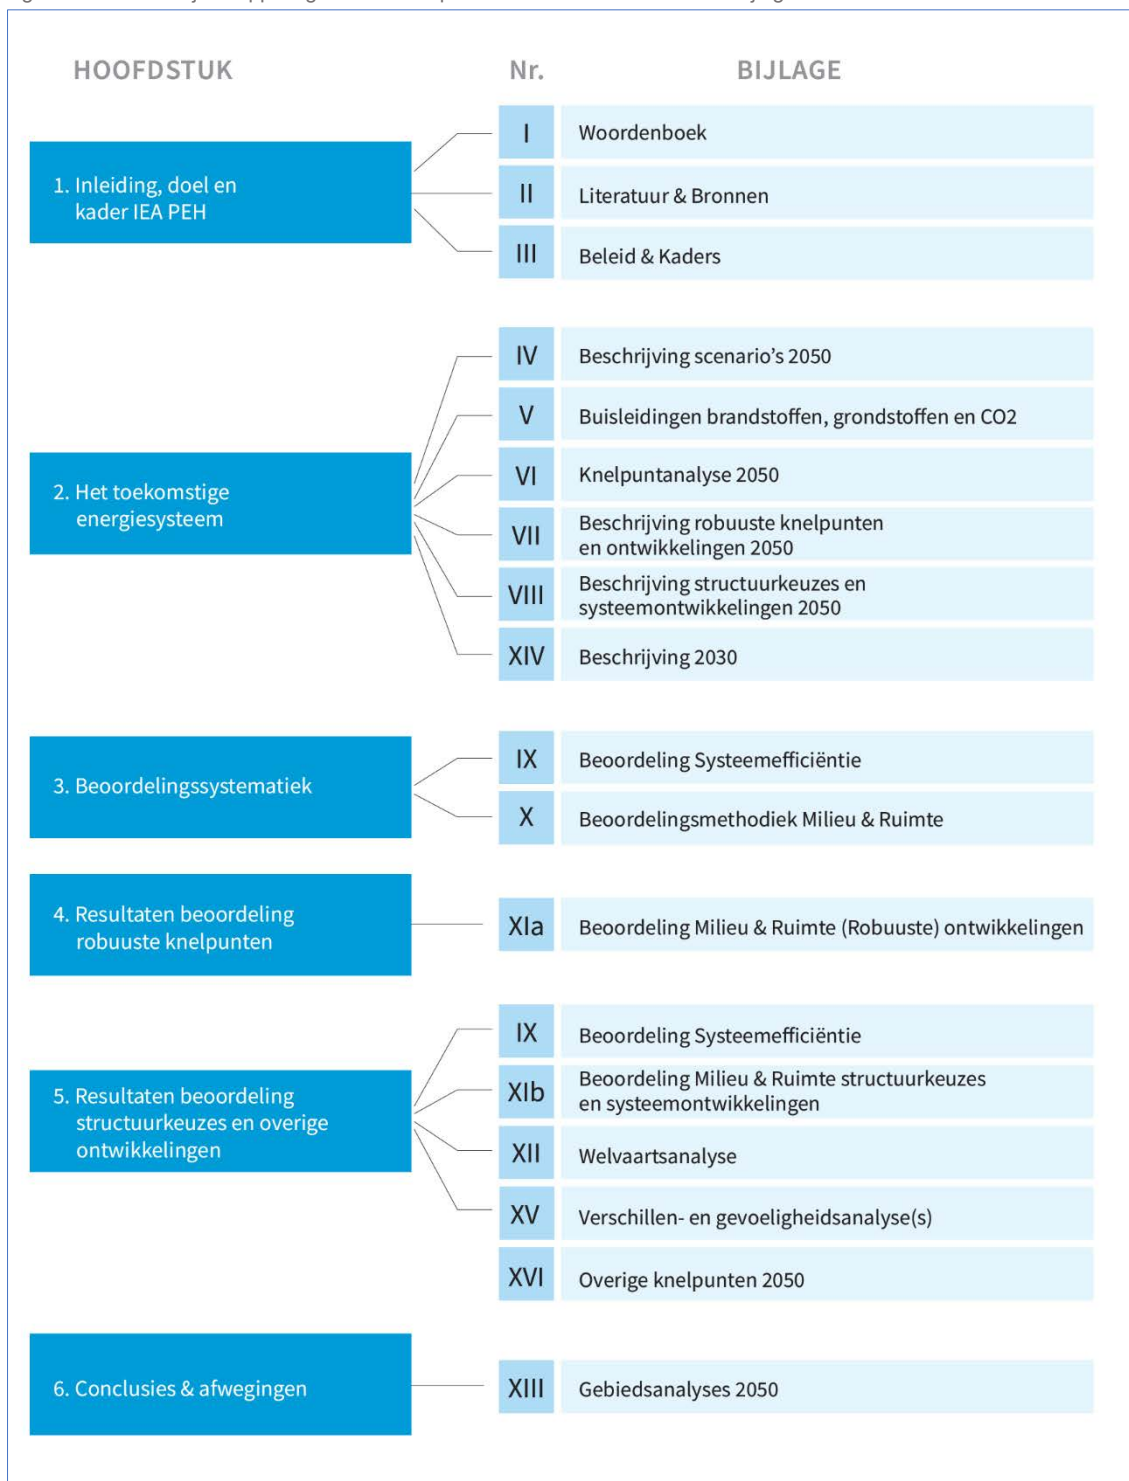 HOOFDSTUK
Nr.
BIJLAGE
1. Inleiding, doel en
kader IEA PEH
I
Woordenboek
II
Literatuur & Bronnen
III
Beleid & Kaders
2. Het toekomstige
energiesysteem
IV
Beschrijving scenario's 2050
V
Buisleidingen brandstoffen, grondstoffen en CO2
VI
Knelpuntanalyse 2050
VII
Beschrijving robuuste knelpunten
en ontwikkelingen 2050
VIII
Beschrijving structuurkeuzes en
systeemontwikkelingen 2050
XIV
Beschrijving 2030
3. Beoordelingssystematiek
IX
Beoordeling Systeemefficiëntie
X
Beoordelingsmethodiek Milieu & Ruimte
4. Resultaten beoordeling
robuuste knelpunten
XIa
Beoordeling Milieu & Ruimte (Robuuste) ontwikkelingen
5. Resultaten beoordeling
structuurkeuzes en overige
ontwikkelingen
IX
Beoordeling Systeemefficiëntie
XIb
Beoordeling Milieu & Ruimte structuurkeuzes
en systeemontwikkelingen
XII
Welvaartsanalyse
XV
Verschillen- en gevoeligheidsanalyse(s)
XVI
Overige knelpunten 2050
6. Conclusies & afwegingen
XIII
Gebiedsanalyses 2050